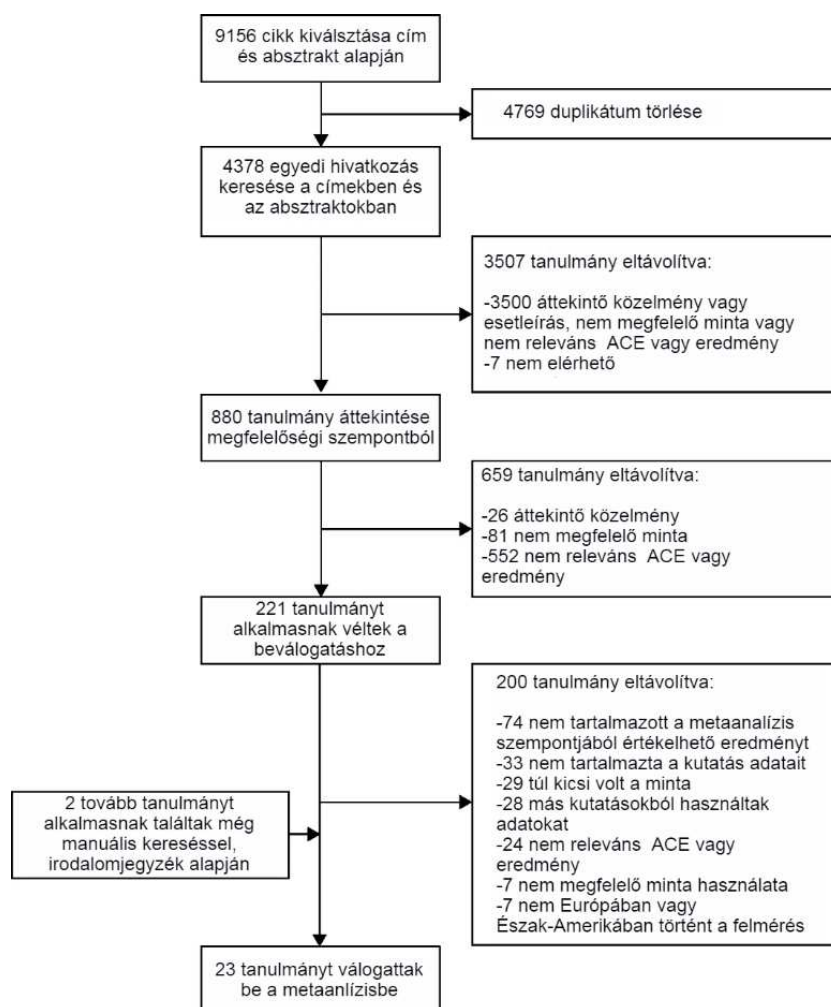 9156 cikk kiválsztása cím
és absztrakt alapján
4769 duplikátum törlése
4378 egyedi hivatkozás
keresése a címekben és
az absztraktokban
3507 tanulmány eltávolítva:
-3500 áttekintő közelmény vagy
esetleírás, nem megfelelő minta vagy
nem releváns ACE vagy eredmény
-7 nem elérhető
880 tanulmány áttekintése
megfelelőségi szempontból
659 tanulmány eltávolítva:
-26 áttekintő közelmény
-81 nem megfelelő minta
-552 nem releváns ACE vagy
eredmény
221 tanulmányt
alkalmasnak véltek a
beválogatáshoz
200 tanulmány eltávolítva:
-74 nem tartalmazott a metaanalízis
szempontjából értékelhető eredményt
-33 nem tartalmazta a kutatás adatait
-29 túl kicsi volt a minta
-28 más kutatásokból használtak
adatokat
-24 nem releváns ACE vagy
eredmény
-7 nem megfelelő minta használata
-7 nem Európában vagy
Észak-Amerikában történt a felmérés
2 tovább tanulmányt
alkalmasnak találtak még
manuális kereséssel,
irodalomjegyzék alapján
23 tanulmányt válogattak
be a metaanlízisbe